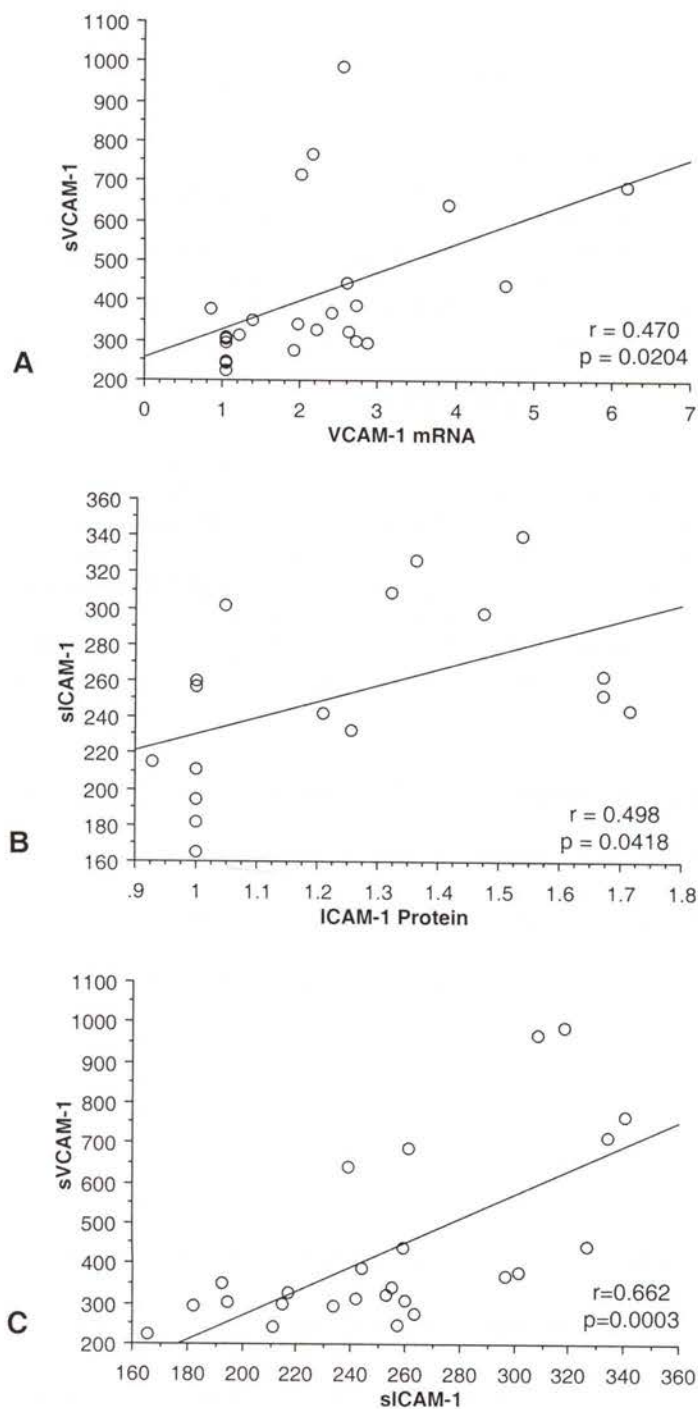 1100
1000
900
800
700
600
500
400
300
200
sVCAM-1
0 1 2 3 4 5 6 7
VCAM-1 mRNA
r = 0.470
p = 0.0204
A
360
340
320
300
280
260
240
220
200
180
160
sICAM-1
.9 1 1.1 1.2 1.3 1.4 1.5 1.6 1.7 1.8
ICAM-1 Protein
r = 0.498
p = 0.0418
B
1100
1000
900
800
700
600
500
400
300
200
sVCAM-1
160 180 200 220 240 260 280 300 320 340 360
sICAM-1
r=0.662
p=0.0003
C